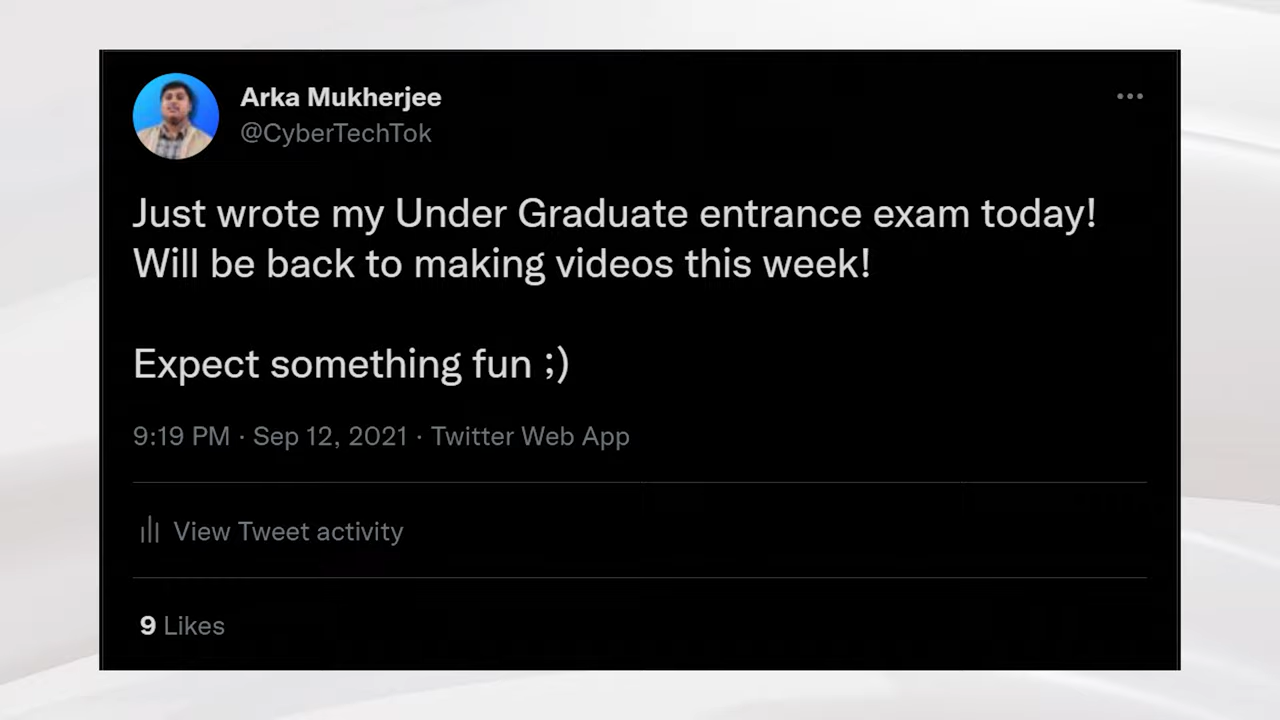 Arka Mukherjee
@CyberTechTok
Just wrote my Under Graduate entrance exam today!
Will be back to making videos this week!
Expect something fun ;)
9:19 PM · Sep 12, 2021 · Twitter Web App
View Tweet activity
9 Likes